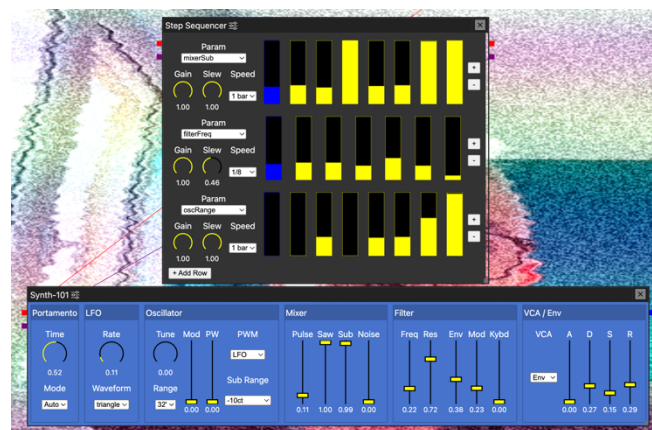 Step Sequencer
Param
mixerSub
Gain Slew Speed
1 bar
1.00 1.00
+
-
Param
filterFreq
Gain Slew Speed
1/8
1.00 0.46
+
-
Param
oscRange
Gain Slew Speed
1 bar
1.00 1.00
+
-
+ Add Row
Synth-101
Portamento
Time
0.52
Mode
Auto
LFO
Rate
0.11
Waveform
triangle
Oscillator
Tune Mod PW PWM
LFO
0.00
Range Sub Range
32' 0.00 0.00 -10ct
Mixer
Pulse Saw Sub Noise
0.11 1.00 0.99 0.00
Filter
Freq Res Env Mod Kybd
0.22 0.72 0.38 0.23 0.00
VCA / Env
VCA A D S R
Env
0.00 0.27 0.15 0.29